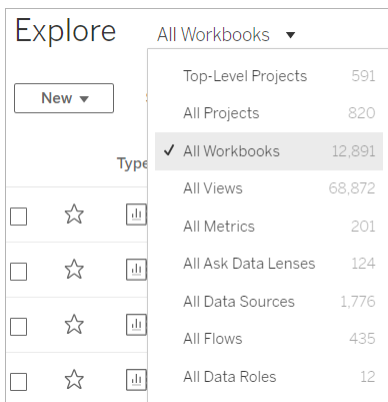 Explore All Workbooks
Top-Level Projects 591
New
All Projects 820
All Workbooks 12,891
Type
All Views 68,872
All Metrics 201
All Ask Data Lenses 124
All Data Sources 1,776
All Flows 435
All Data Roles 12